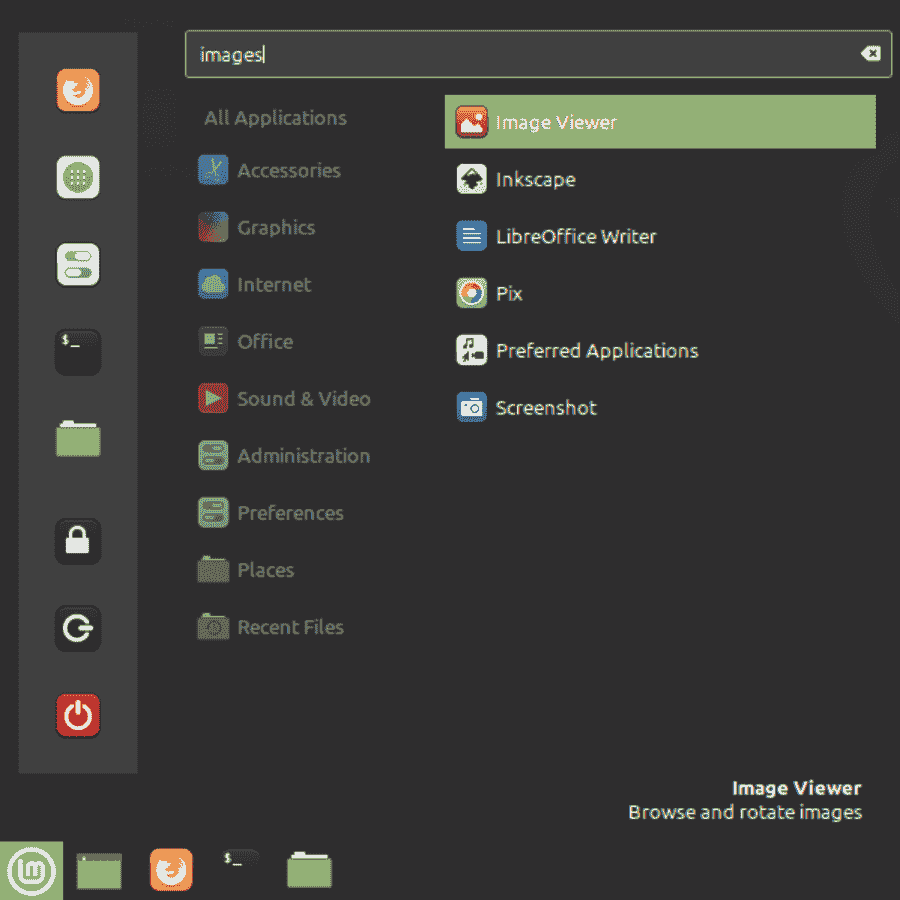 images
All Applications
Accessories
Graphics
Internet
Office
Sound & Video
Administration
Preferences
Places
Recent Files
Image Viewer
Inkscape
LibreOffice Writer
Pix
Preferred Applications
Screenshot
$_
Image Viewer
Browse and rotate images
lm
$_